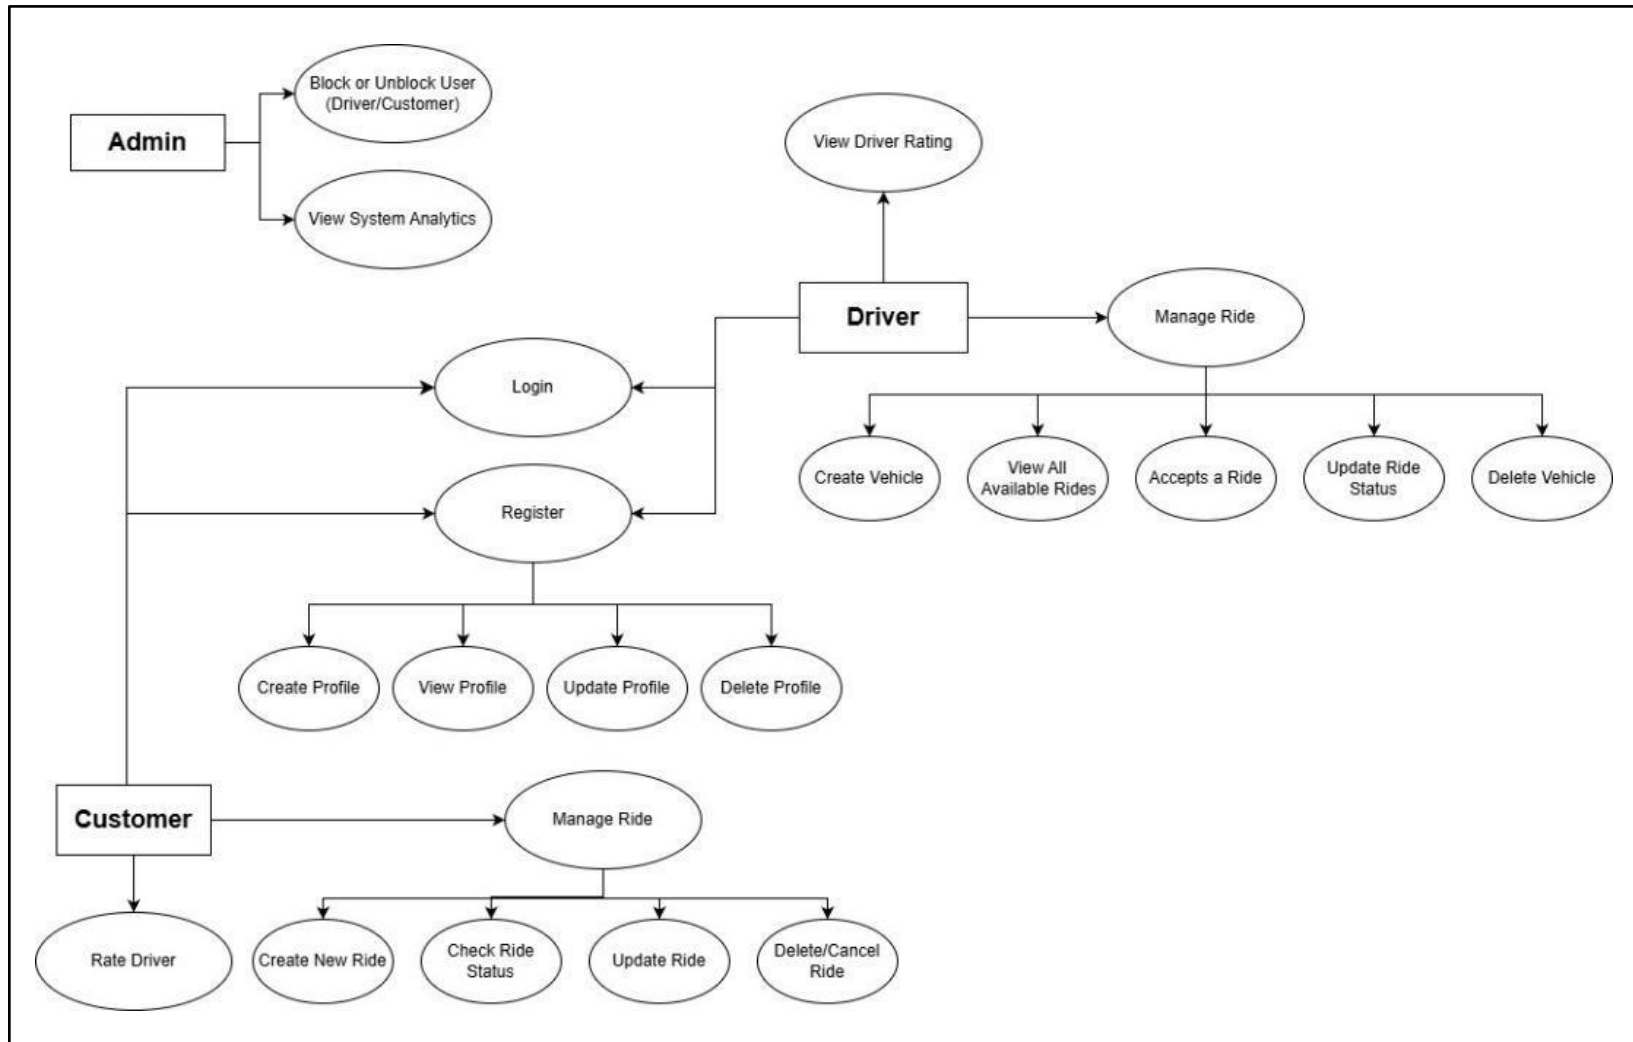 Block or Unblock User
(Driver/Customer)
Admin
View System Analytics
View Driver Rating
Driver
Manage Ride
Login
Create Vehicle
View All
Available Rides
Accepts a Ride
Update Ride
Status
Delete Vehicle
Register
Create Profile
View Profile
Update Profile
Delete Profile
Customer
Manage Ride
Rate Driver
Create New Ride
Check Ride
Status
Update Ride
Delete/Cancel
Ride